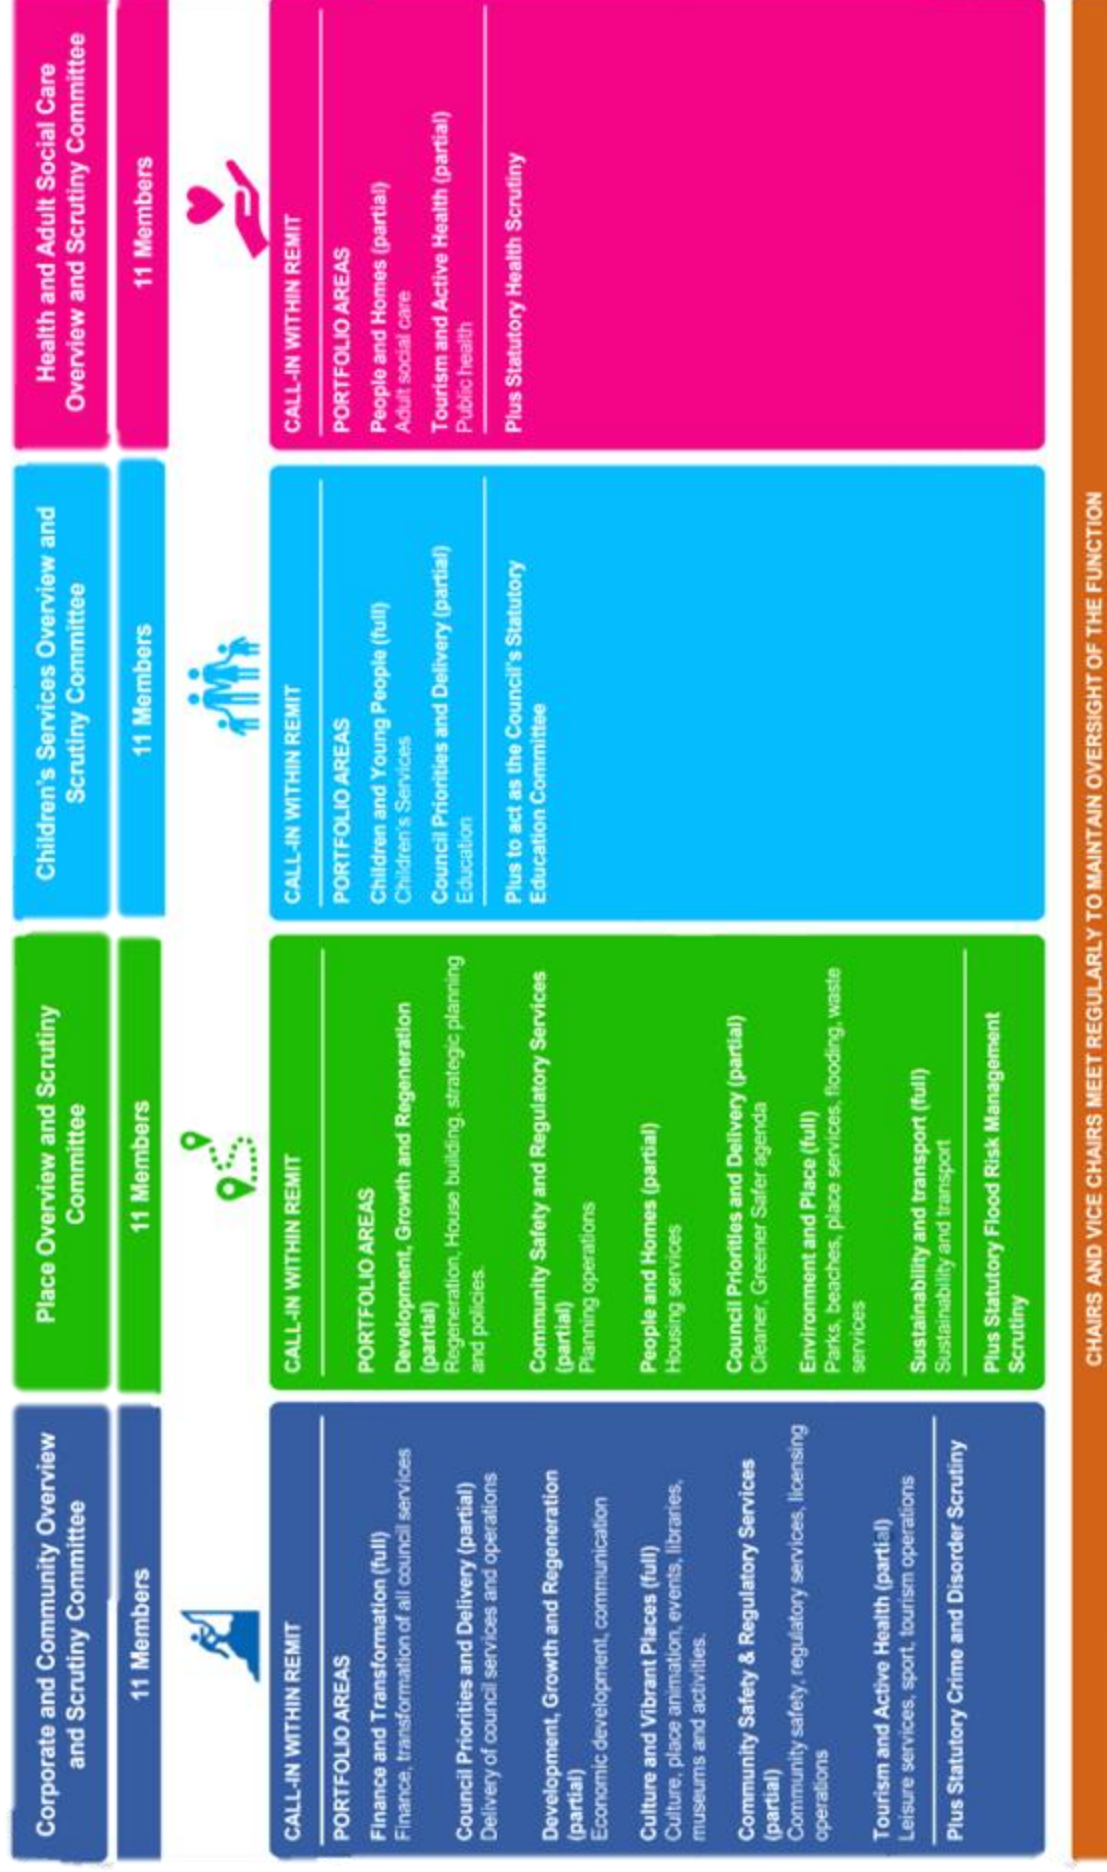 Corporate and Community Overview
and Scrutiny Committee
11 Members
CALL-IN WITHIN REMIT
PORTFOLIO AREAS
Finance and Transformation (full)
Finance, transformation of all council services
Council Priorities and Delivery (partial)
Delivery of council services and operations
Development, Growth and Regeneration
(partial)
Economic development, communication
Culture and Vibrant Places (full)
Culture, place animation, events, libraries,
museums and activities.
Community Safety & Regulatory Services
(partial)
Community safety, regulatory services, licensing
operations
Tourism and Active Health (partial)
Leisure services, sport, tourism operations
Plus Statutory Crime and Disorder Scrutiny
Place Overview and Scrutiny
Committee
11 Members
CALL-IN WITHIN REMIT
PORTFOLIO AREAS
Development, Growth and Regeneration
(partial)
Regeneration, House building, strategic planning
and policies.
Community Safety and Regulatory Services
(partial)
Planning operations
People and Homes (partial)
Housing services
Council Priorities and Delivery (partial)
Cleaner, Greener Safer agenda
Environment and Place (full)
Parks, beaches, place services, flooding, waste
services
Sustainability and transport (full)
Sustainability and transport
Plus Statutory Flood Risk Management
Scrutiny
Children's Services Overview and
Scrutiny Committee
11 Members
CALL-IN WITHIN REMIT
PORTFOLIO AREAS
Children and Young People (full)
Children's Services
Council Priorities and Delivery (partial)
Education
Plus to act as the Council's Statutory
Education Committee
Health and Adult Social Care
Overview and Scrutiny Committee
11 Members
CALL-IN WITHIN REMIT
PORTFOLIO AREAS
People and Homes (partial)
Adult social care
Tourism and Active Health (partial)
Public health
Plus Statutory Health Scrutiny
CHAIRS AND VICE CHAIRS MEET REGULARLY TO MAINTAIN OVERSIGHT OF THE FUNCTION